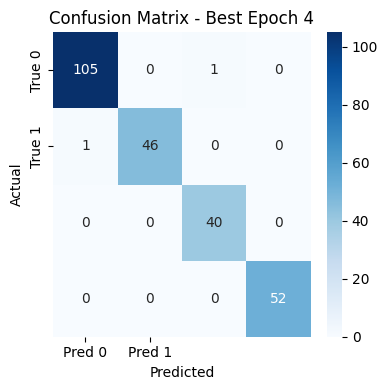 Confusion Matrix - Best Epoch 4
True 0
105 0 1 0
True 1
1 46 0 0
0 0 40 0
0 0 0 52
Actual
Pred 0 Pred 1
Predicted
100
80
60
40
20
0